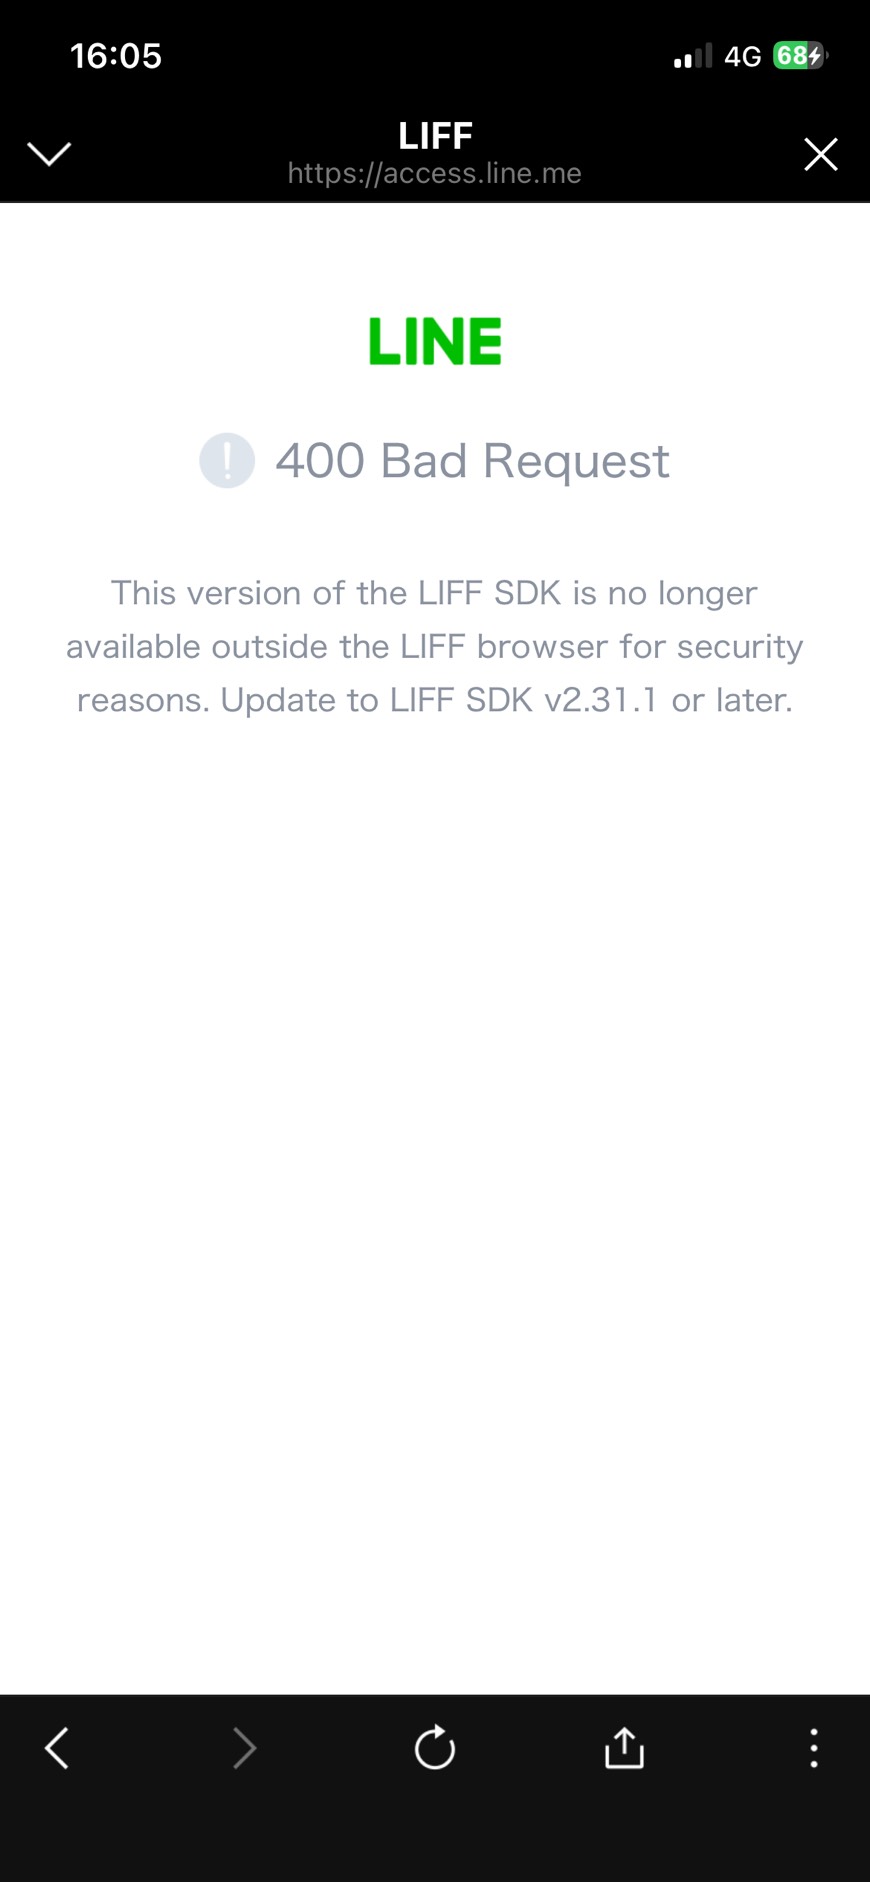 16:05
4G 68
LIFF
https://access.line.me
LINE
! 400 Bad Request
This version of the LIFF SDK is no longer
available outside the LIFF browser for security
reasons. Update to LIFF SDK v2.31.1 or later.